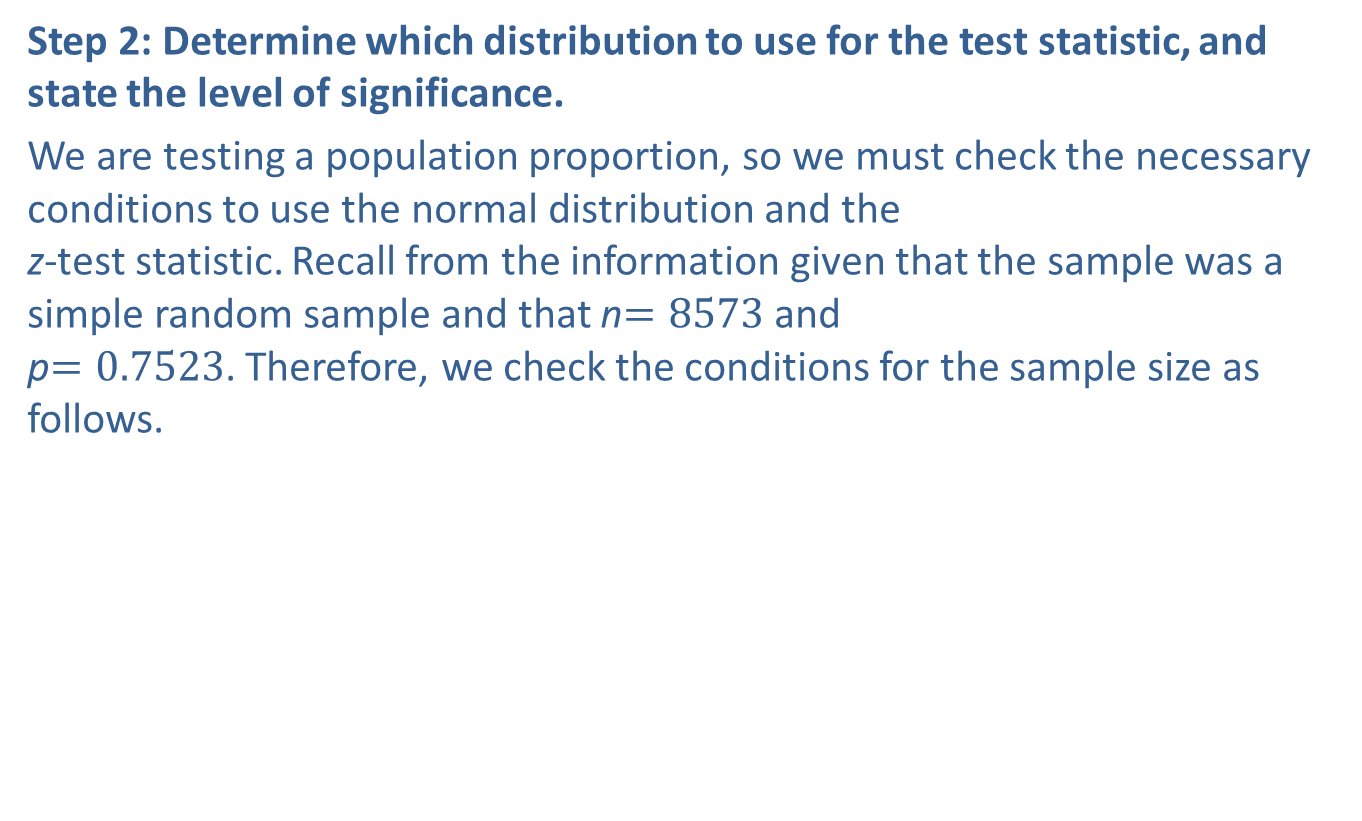 Step 2: Determine which distribution to use for the test statistic, and
state the level of significance.
We are testing a population proportion, so we must check the necessary
conditions to use the normal distribution and the
z-test statistic. Recall from the information given that the sample was a
simple random sample and that n= 8573 and
p= 0.7523. Therefore, we check the conditions for the sample size as
follows.